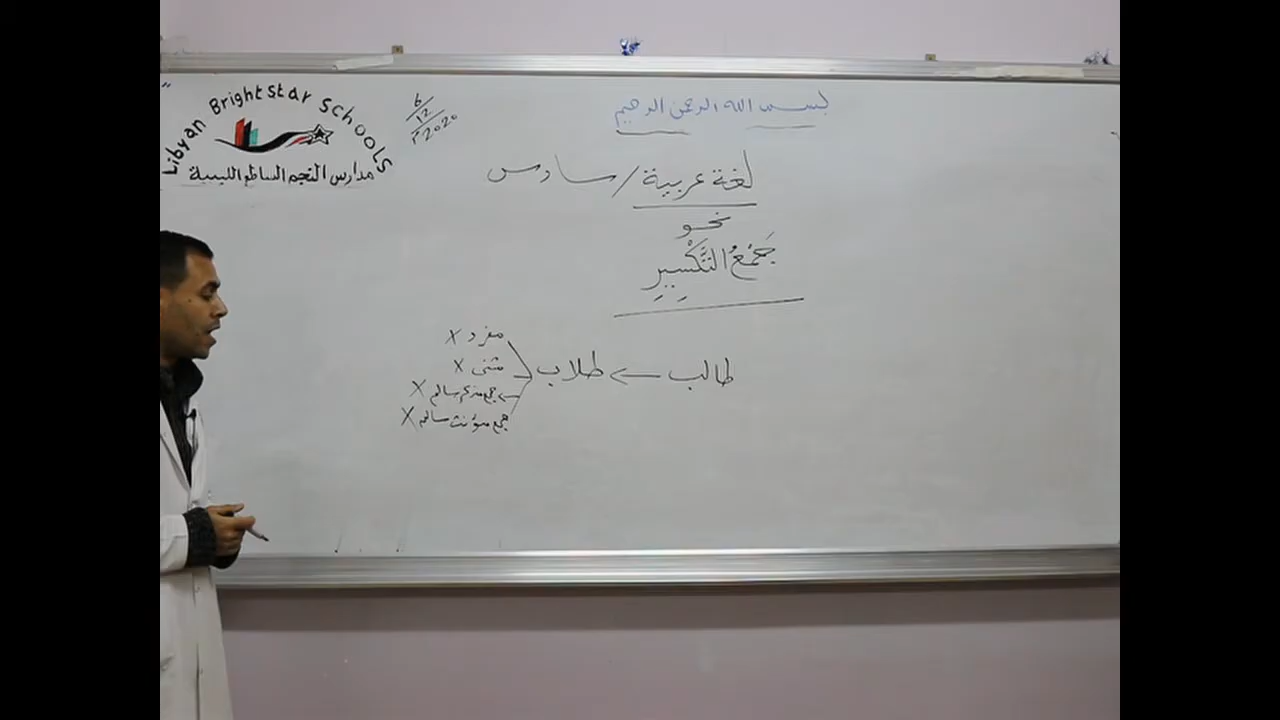 بسم الله الرحمن الرحيم
Libyan Bright Star Schools
مدارس النجم الساطع الليبية
6/12/2020م
لغة عربية / سادس
نحو
جَمْعُ التَّكْسِيرِ
طالب ← طلاب
مفرد X
مثنى X
جمع مذكر سالم X
جمع مؤنث سالم X